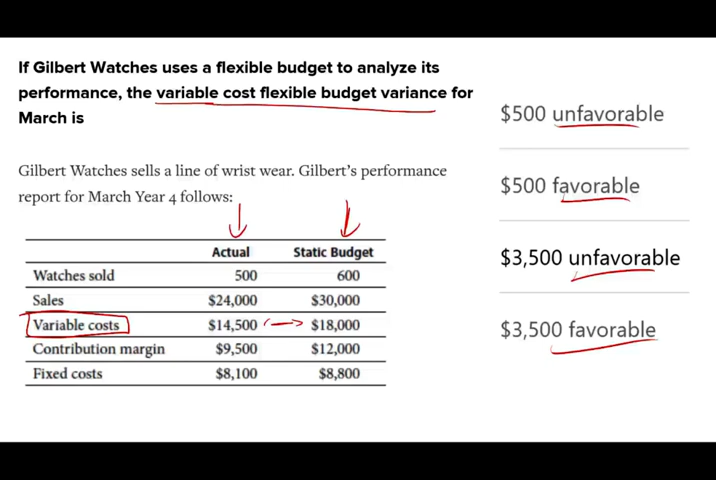 If Gilbert Watches uses a flexible budget to analyze its
performance, the variable cost flexible budget variance for
March is
Gilbert Watches sells a line of wrist wear. Gilbert's performance
report for March Year 4 follows:
Actual Static Budget
Watches sold 500 600
Sales $24,000 $30,000
Variable costs $14,500 $18,000
Contribution margin $9,500 $12,000
Fixed costs $8,100 $8,800
$500 unfavorable
$500 favorable
$3,500 unfavorable
$3,500 favorable